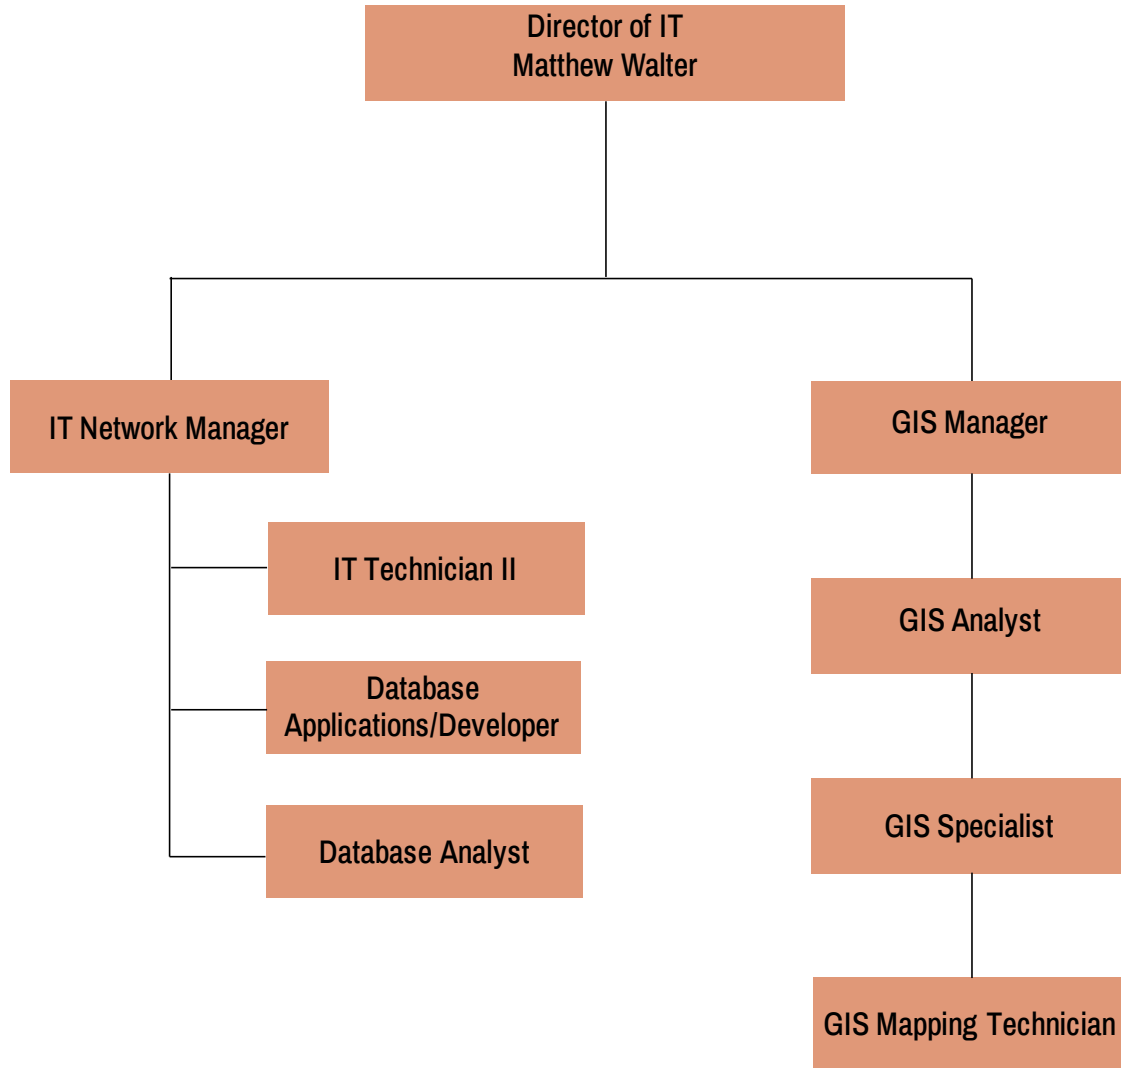 Director of IT
Matthew Walter
IT Network Manager
GIS Manager
IT Technician II
GIS Analyst
Database
Applications/Developer
GIS Specialist
Database Analyst
GIS Mapping Technician